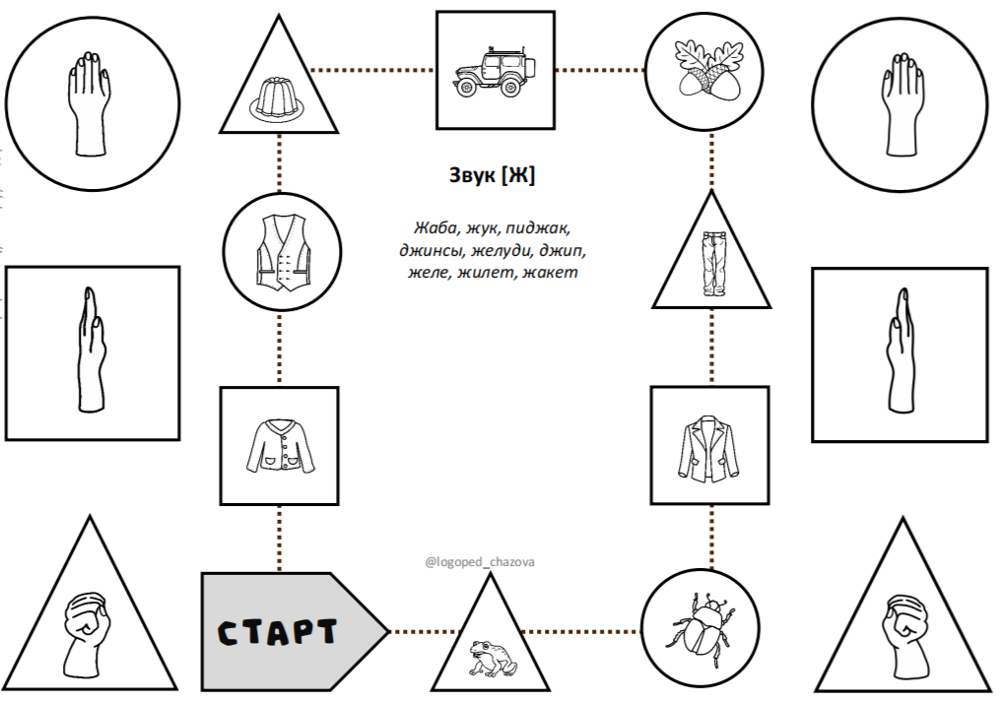 Звук [Ж]
Жаба, жук, пиджак,
джинсы, желуди, джип,
желе, жилет, жакет
@logoped_chazova
СТАРТ